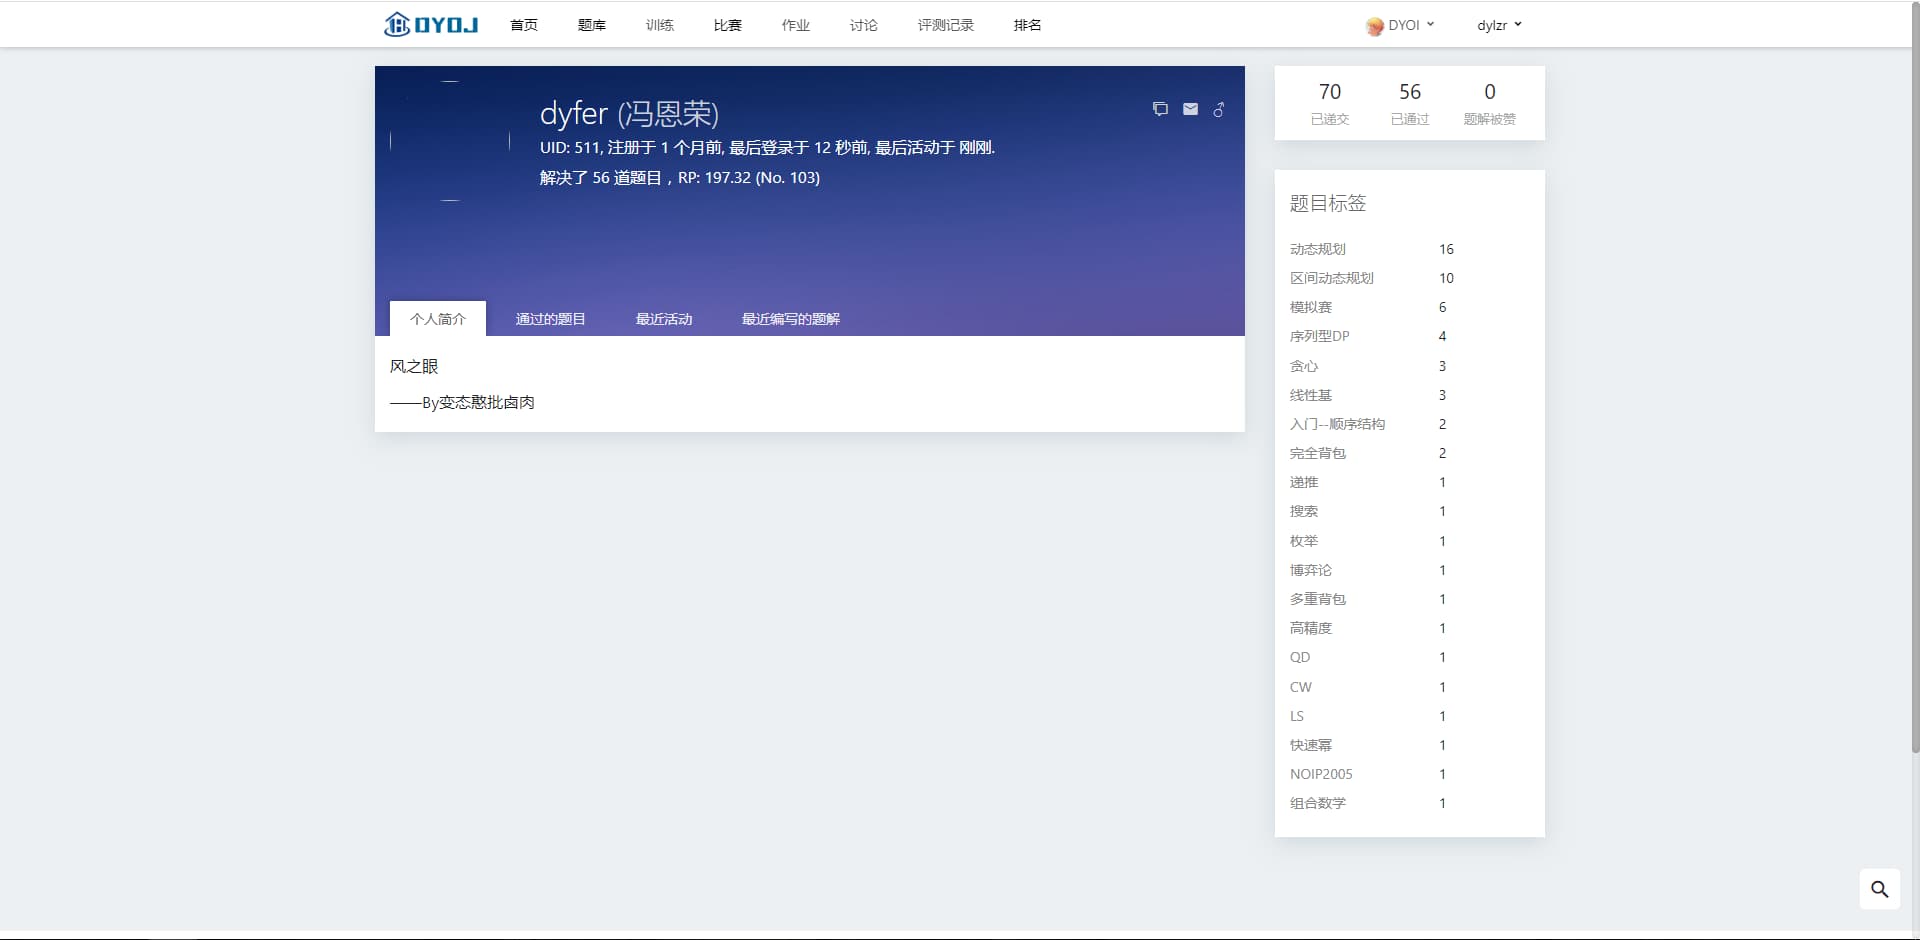 DYOJ 首页 题库 训练 比赛 作业 讨论 评测记录 排名 DYOI dylzr
dyfer (冯恩荣)
UID: 511, 注册于 1 个月前, 最后登录于 12 秒前, 最后活动于 刚刚.
解决了 56 道题目，RP: 197.32 (No. 103)
个人简介 通过的题目 最近活动 最近编写的题解
风之眼
——By变态憨批卤肉
70 56 0
已递交 已通过 题解被赞
题目标签
动态规划 16
区间动态规划 10
模拟赛 6
序列型DP 4
贪心 3
线性基 3
入门--顺序结构 2
完全背包 2
递推 1
搜索 1
枚举 1
博弈论 1
多重背包 1
高精度 1
QD 1
CW 1
LS 1
快速幂 1
NOIP2005 1
组合数学 1